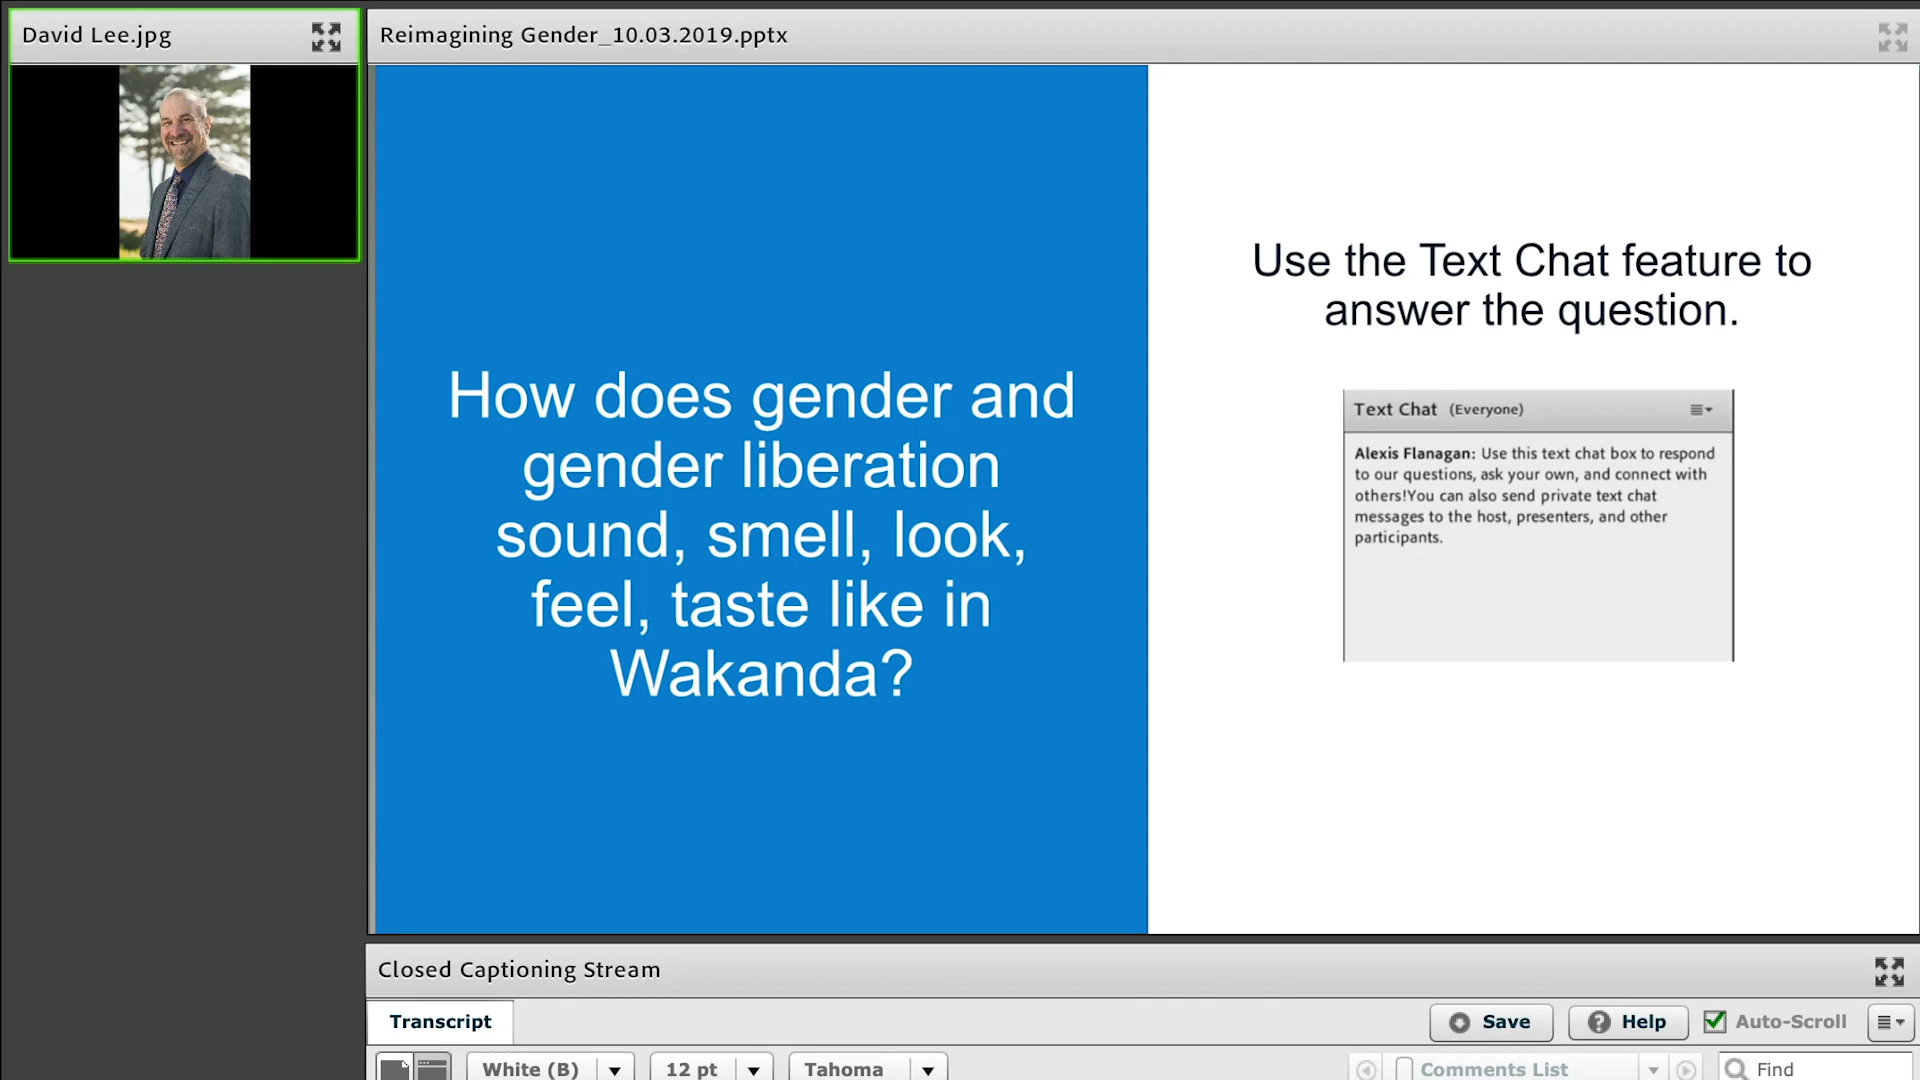 David Lee.jpg
Reimagining Gender_10.03.2019.pptx
How does gender and
gender liberation
sound, smell, look,
feel, taste like in
Wakanda?
Use the Text Chat feature to
answer the question.
Text Chat (Everyone)
Alexis Flanagan: Use this text chat box to respond
to our questions, ask your own, and connect with
others!You can also send private text chat
messages to the host, presenters, and other
participants.
Closed Captioning Stream
Transcript
Save
Help
Auto-Scroll
White (B)
12 pt
Tahoma
Comments List
Find